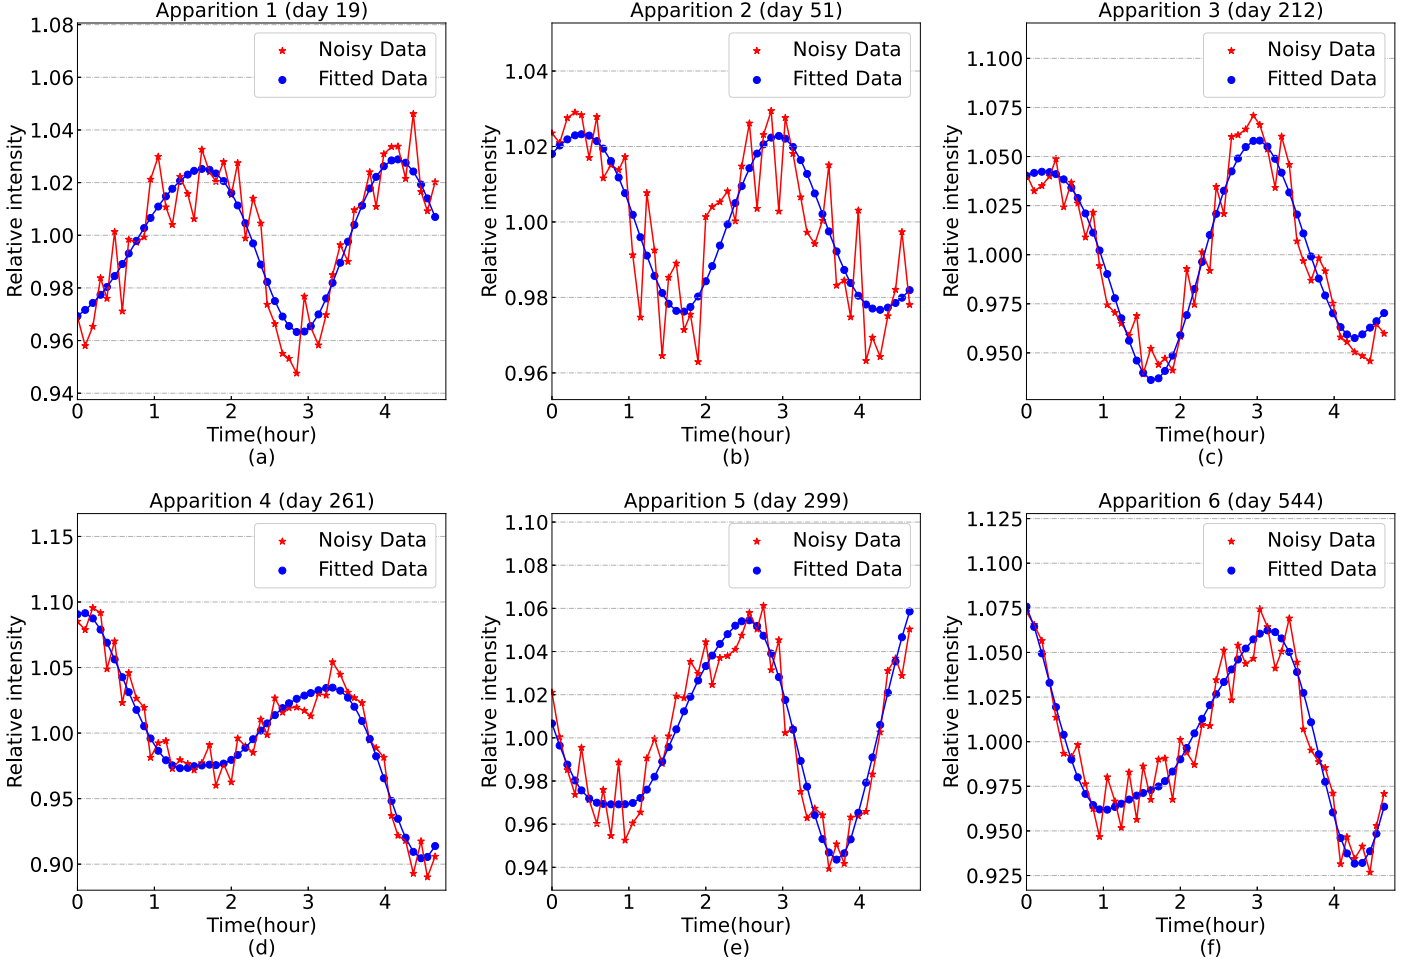 Apparition 1 (day 19)
1.08
1.06
1.04
1.02
1.00
0.98
0.96
0.94
Relative intensity
Noisy Data
Fitted Data
0 1 2 3 4
Time(hour)
(a)
Apparition 2 (day 51)
1.04
1.02
1.00
0.98
0.96
Relative intensity
Noisy Data
Fitted Data
0 1 2 3 4
Time(hour)
(b)
Apparition 3 (day 212)
1.100
1.075
1.050
1.025
1.000
0.975
0.950
Relative intensity
Noisy Data
Fitted Data
0 1 2 3 4
Time(hour)
(c)
Apparition 4 (day 261)
1.15
1.10
1.05
1.00
0.95
0.90
Relative intensity
Noisy Data
Fitted Data
0 1 2 3 4
Time(hour)
(d)
Apparition 5 (day 299)
1.10
1.08
1.06
1.04
1.02
1.00
0.98
0.96
0.94
Relative intensity
Noisy Data
Fitted Data
0 1 2 3 4
Time(hour)
(e)
Apparition 6 (day 544)
1.125
1.100
1.075
1.050
1.025
1.000
0.975
0.950
0.925
Relative intensity
Noisy Data
Fitted Data
0 1 2 3 4
Time(hour)
(f)